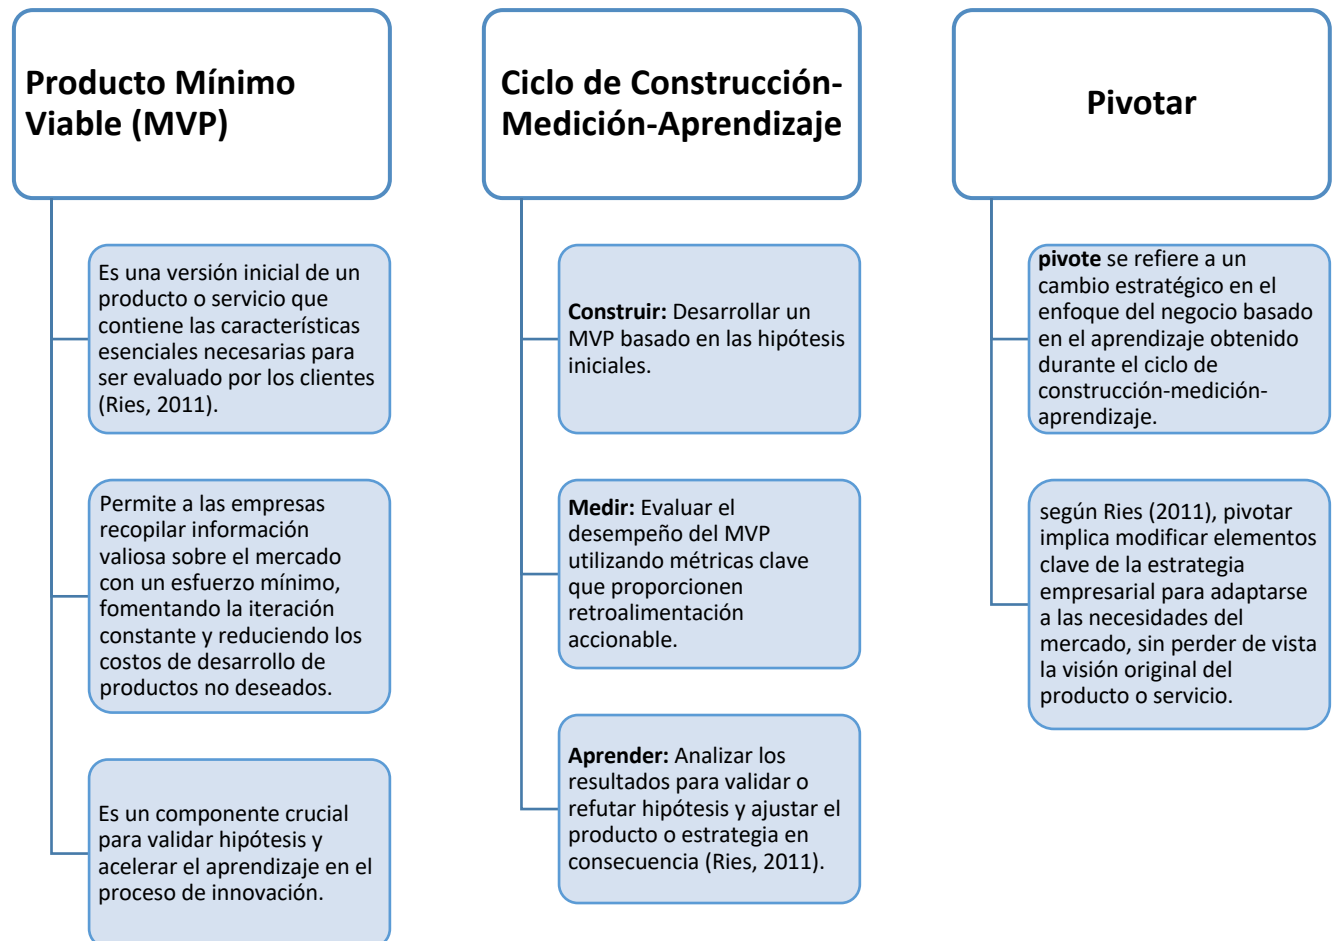 Producto Mínimo
Viable (MVP)
Es una versión inicial de un
producto o servicio que
contiene las características
esenciales necesarias para
ser evaluado por los clientes
(Ries, 2011).
Permite a las empresas
recopilar información
valiosa sobre el mercado
con un esfuerzo mínimo,
fomentando la iteración
constante y reduciendo los
costos de desarrollo de
productos no deseados.
Es un componente crucial
para validar hipótesis y
acelerar el aprendizaje en el
proceso de innovación.
Ciclo de Construcción-
Medición-Aprendizaje
Construir: Desarrollar un
MVP basado en las hipótesis
iniciales.
Medir: Evaluar el
desempeño del MVP
utilizando métricas clave
que proporcionen
retroalimentación
accionable.
Aprender: Analizar los
resultados para validar o
refutar hipótesis y ajustar el
producto o estrategia en
consecuencia (Ries, 2011).
Pivotar
pivote se refiere a un
cambio estratégico en el
enfoque del negocio basado
en el aprendizaje obtenido
durante el ciclo de
construcción-medición-
aprendizaje.
según Ries (2011), pivotar
implica modificar elementos
clave de la estrategia
empresarial para adaptarse
a las necesidades del
mercado, sin perder de vista
la visión original del
producto o servicio.